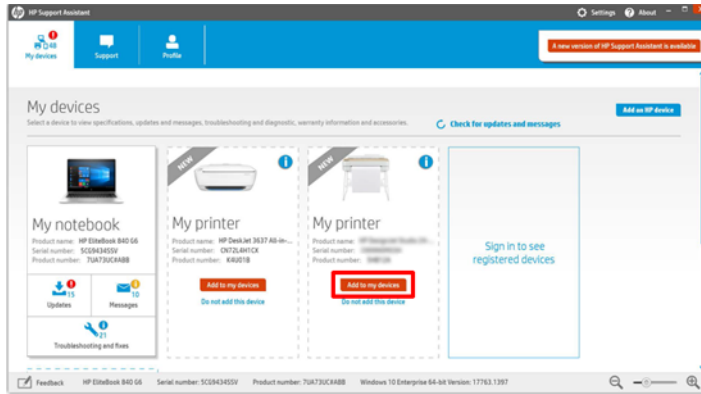 hp HP Support Assistant
Settings ? About
48
My devices
Support
Profile
A new version of HP Support Assistant is available
My devices
Add an HP device
Select a device to view specifications, updates and messages, troubleshooting and diagnostic, warranty information and accessories.
Check for updates and messages
NEW
My notebook
Product name: HP EliteBook 840 G6
Serial number: 5CG94345SV
Product number: 7UA73UC#ABB
15
Updates
10
Messages
21
Troubleshooting and fixes
NEW
My printer
Product name: HP DeskJet 3637 All-in-...
Serial number: CN72L4H1CX
Product number: K4U01B
Add to my devices
Do not add this device
My printer
Product name:
Serial number:
Product number:
Add to my devices
Do not add this device
Sign in to see
registered devices
Feedback
HP EliteBook 840 G6
Serial number: 5CG94345SV
Product number: 7UA73UC#ABB
Windows 10 Enterprise 64-bit Version: 17763.1397